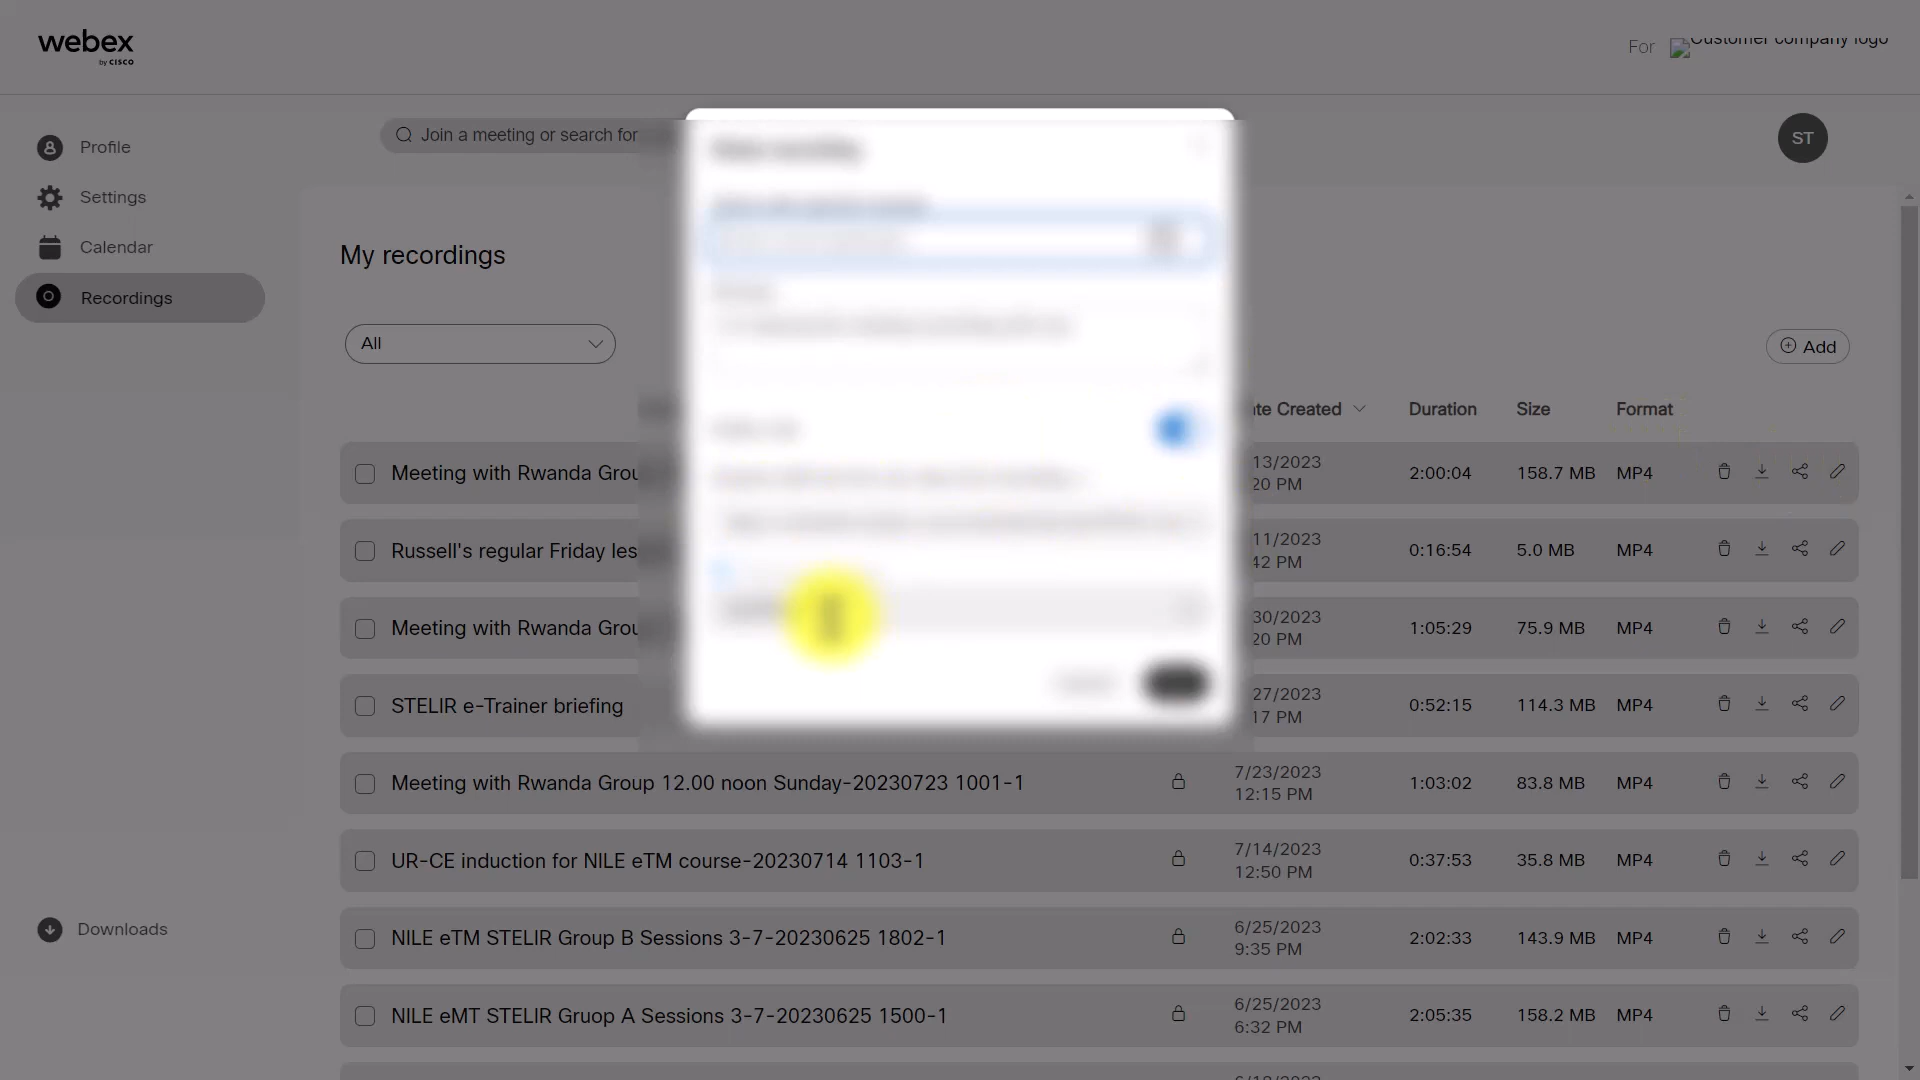 webex
by CISCO
For
Customer company logo
Profile
Settings
Calendar
Recordings
Downloads
Join a meeting or search for
ST
My recordings
All
Add
Created Duration Size Format
Meeting with Rwanda
13/2023
20 PM
2:00:04 158.7 MB MP4
Russell's regular Friday
11/2023
42 PM
0:16:54 5.0 MB MP4
Meeting with Rwanda
30/2023
20 PM
1:05:29 75.9 MB MP4
STELIR e-Trainer briefing
27/2023
17 PM
0:52:15 114.3 MB MP4
Meeting with Rwanda Group 12.00 noon Sunday-20230723 1001-1
7/23/2023
12:15 PM
1:03:02 83.8 MB MP4
UR-CE induction for NILE eTM course-20230714 1103-1
7/14/2023
12:50 PM
0:37:53 35.8 MB MP4
NILE eTM STELIR Group B Sessions 3-7-20230625 1802-1
6/25/2023
9:35 PM
2:02:33 143.9 MB MP4
NILE eMT STELIR Gruop A Sessions 3-7-20230625 1500-1
6/25/2023
6:32 PM
2:05:35 158.2 MB MP4